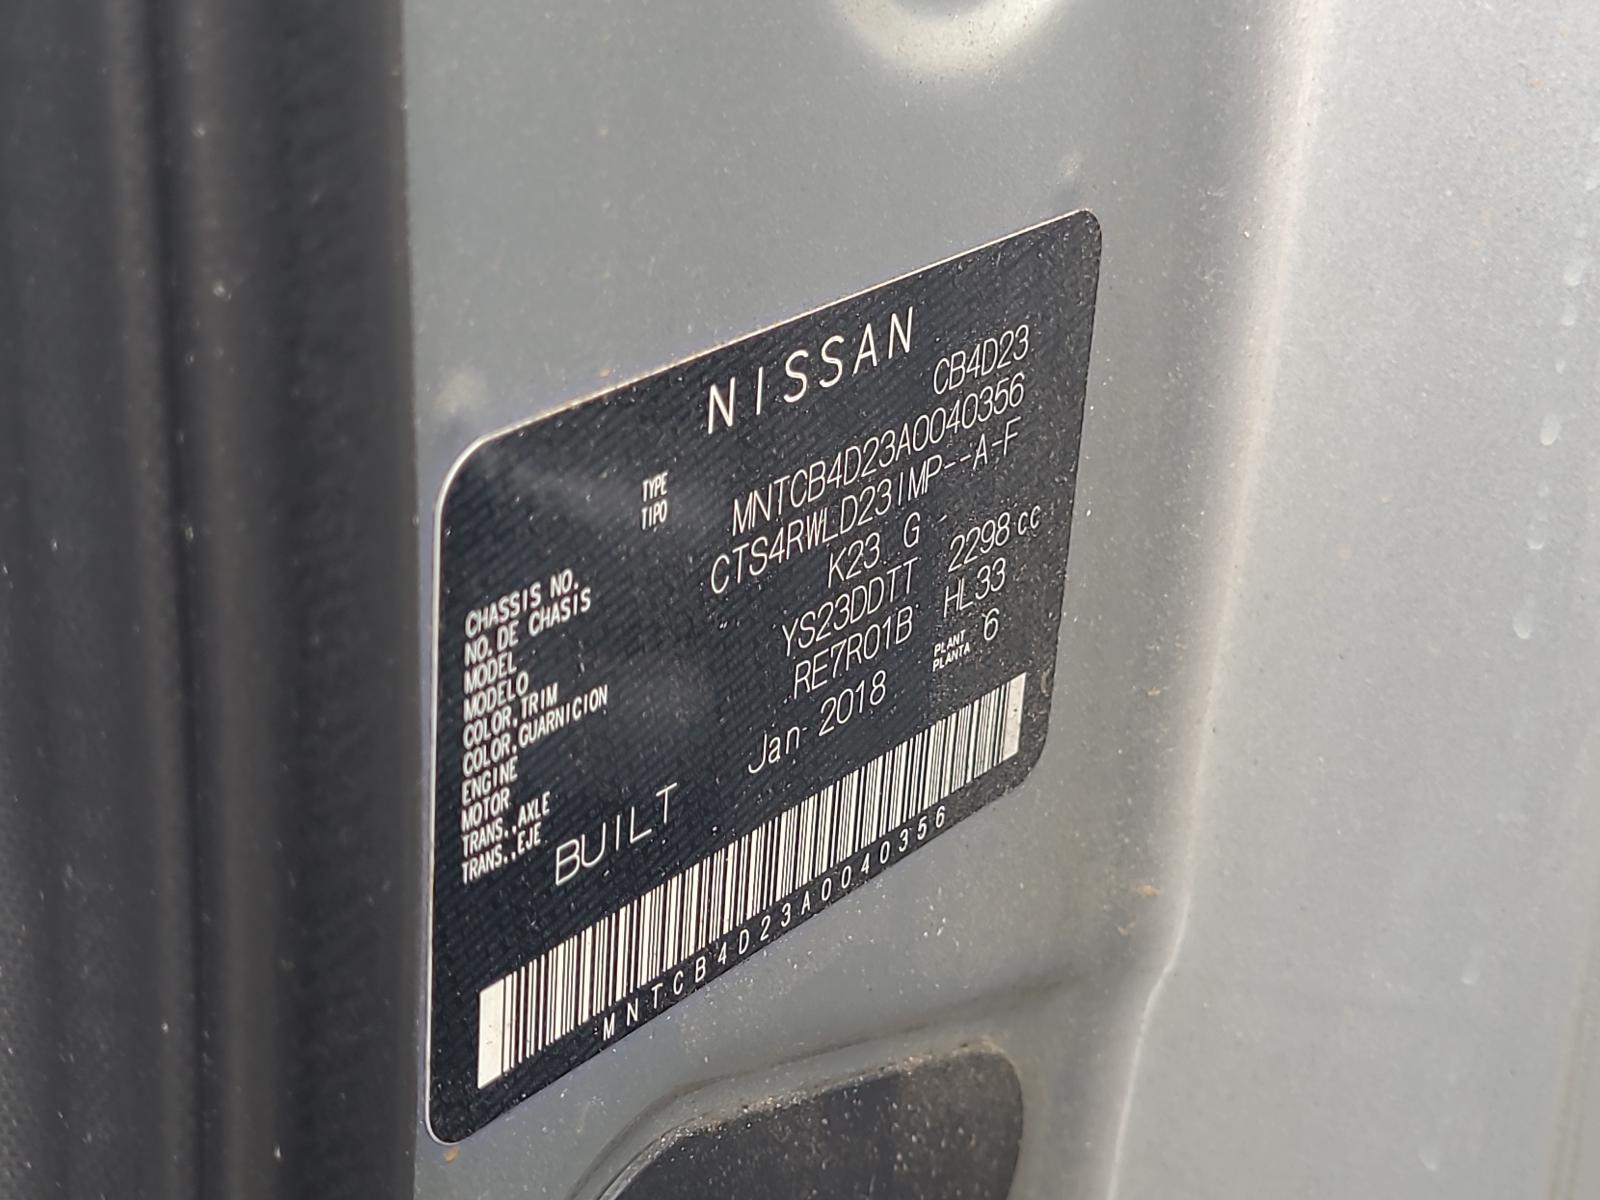 NISSAN
TYPE CB4D23
TIPO
CHASSIS NO. MNTCB4D23A0040356
NO. DE CHASIS
MODEL CTS4RWLD23IMP--A-F
MODELO
COLOR, TRIM K23 G -
COLOR, GUARNICION
ENGINE YS23DDTT 2298 cc
MOTOR
TRANS., AXLE RE7R01B HL33
TRANS., EJE
BUILT Jan- 2018 PLANT 6
PLANTA
MNTCB4D23A0040356